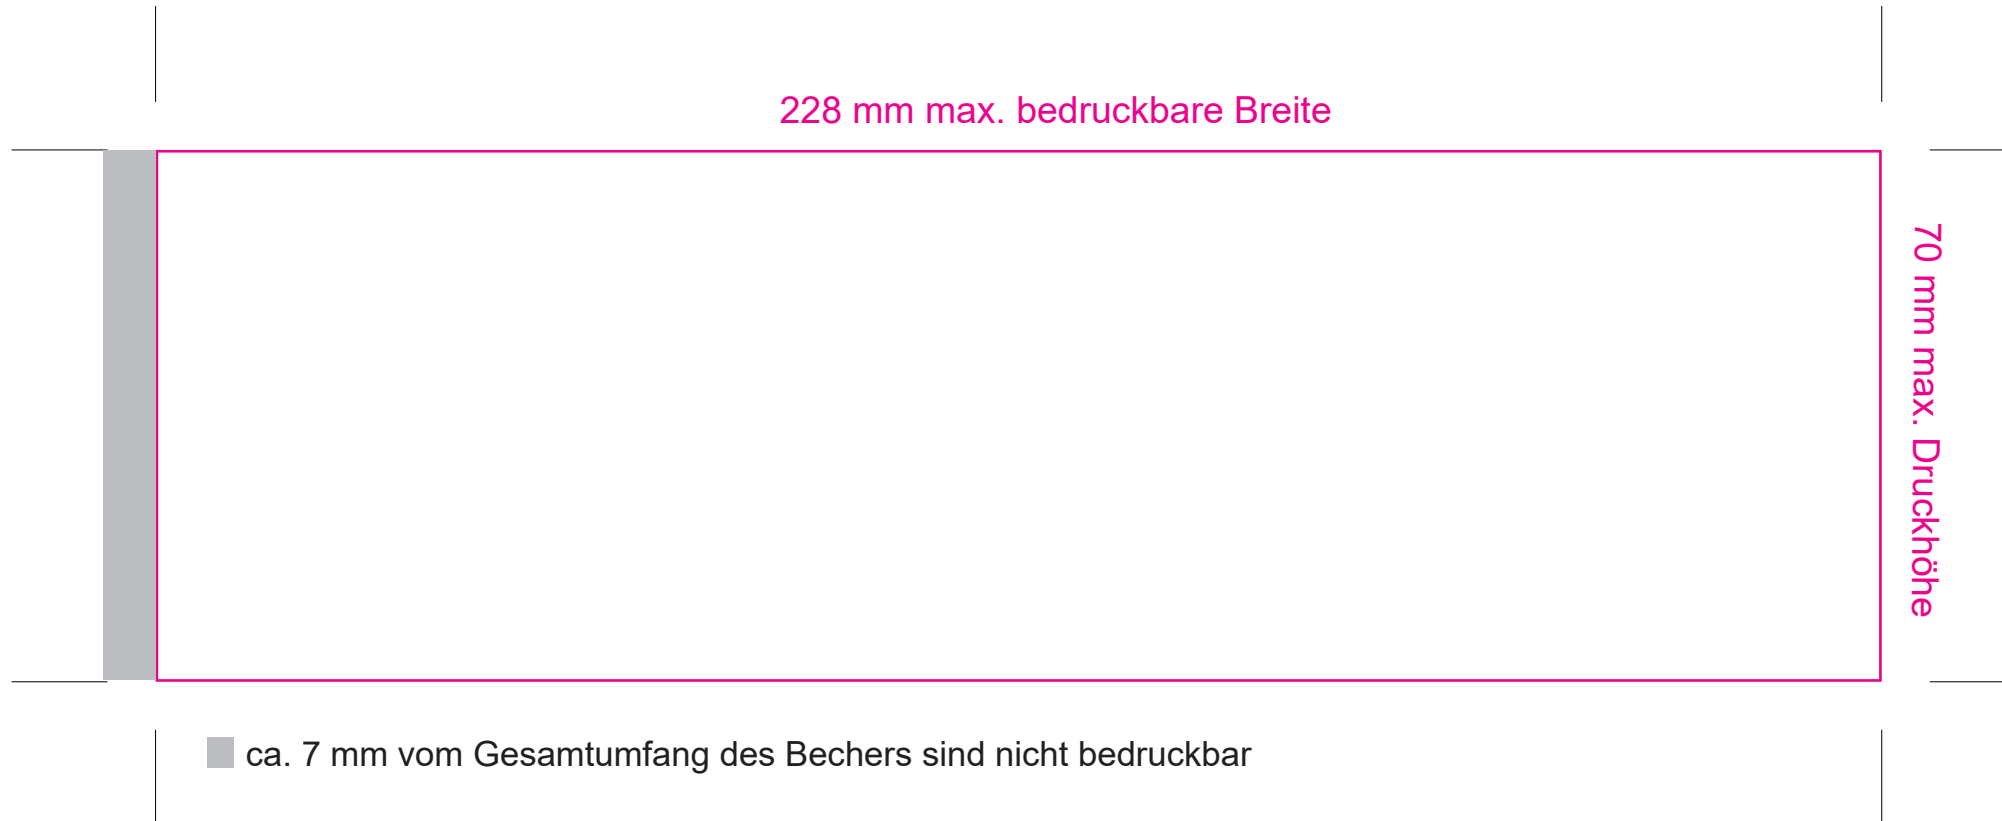 228 mm max. bedruckbare Breite
70 mm max. Druckhöhe
ca. 7 mm vom Gesamtumfang des Bechers sind nicht bedruckbar